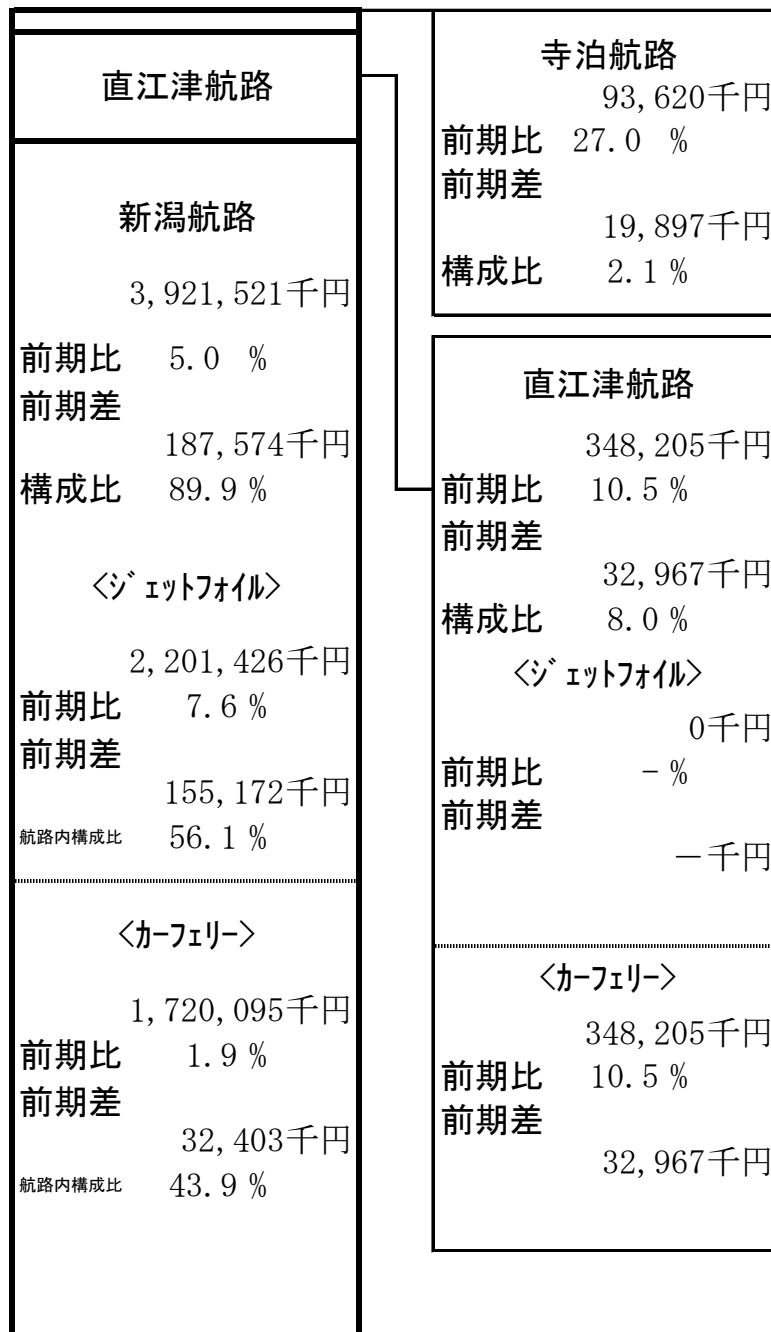 直江津航路
新潟航路
3,921,521千円
前期比 5.0 %
前期差
187,574千円
構成比 89.9 %
<ｼﾞｪｯﾄﾌｫｲﾙ>
2,201,426千円
前期比 7.6 %
前期差
155,172千円
航路内構成比 56.1 %
<ｶｰﾌｪﾘｰ>
1,720,095千円
前期比 1.9 %
前期差
32,403千円
航路内構成比 43.9 %
寺泊航路
93,620千円
前期比 27.0 %
前期差
19,897千円
構成比 2.1 %
直江津航路
348,205千円
前期比 10.5 %
前期差
32,967千円
構成比 8.0 %
<ｼﾞｪｯﾄﾌｫｲﾙ>
0千円
前期比 - %
前期差
－千円
<ｶｰﾌｪﾘｰ>
348,205千円
前期比 10.5 %
前期差
32,967千円